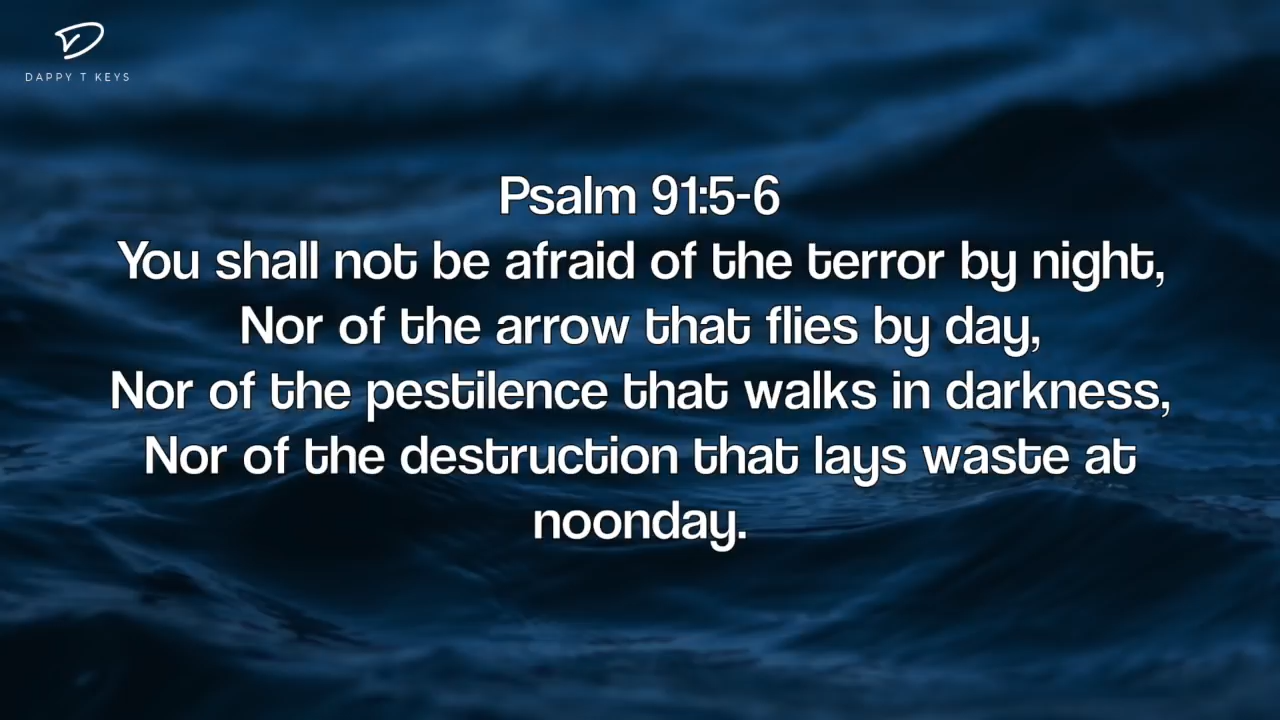 DAPPY T KEYS
Psalm 91:5-6
You shall not be afraid of the terror by night,
Nor of the arrow that flies by day,
Nor of the pestilence that walks in darkness,
Nor of the destruction that lays waste at
noonday.